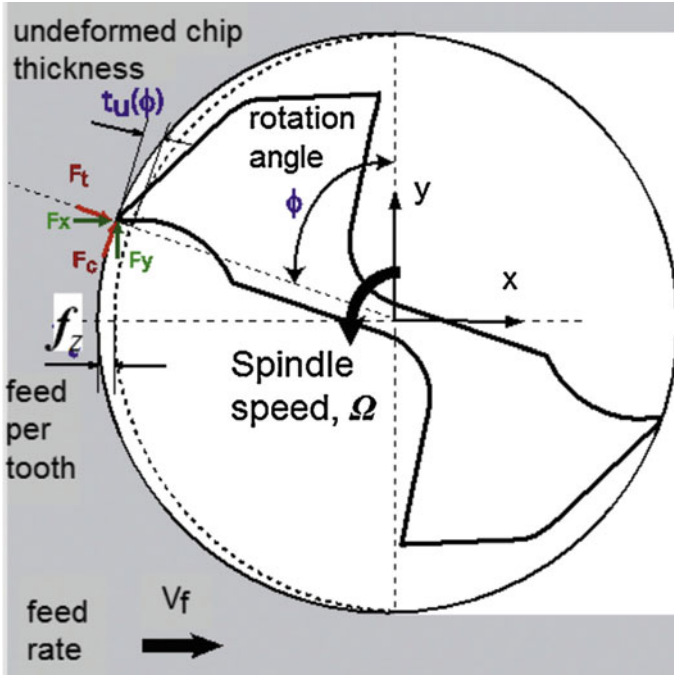 undeformed chip
thickness
tu(ϕ)
rotation
angle
ϕ
Ft
Fx
Fc
Fy
y
x
fz
feed
per
tooth
Spindle
speed, Ω
feed
rate
Vf